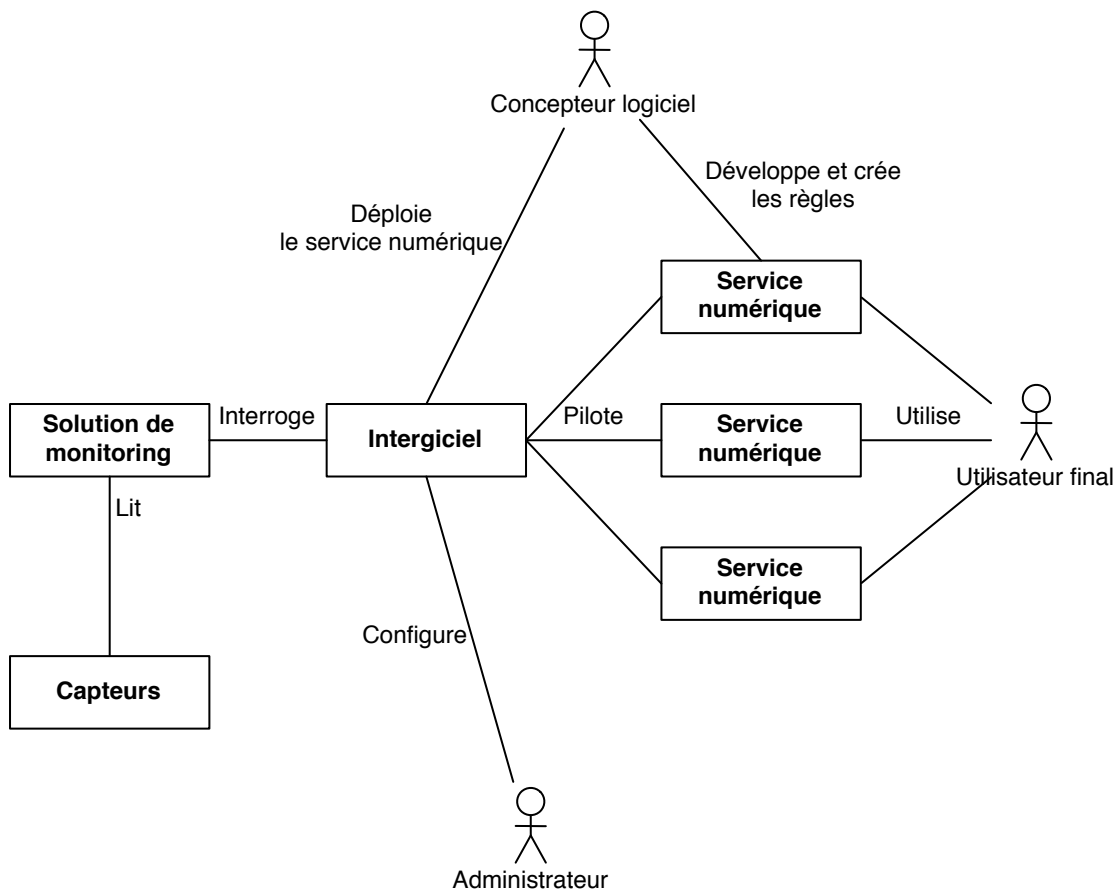 Concepteur logiciel
Développe et crée
les règles
Déploie
le service numérique
Service
numérique
Solution de
monitoring
Interroge
Intergiciel
Pilote
Service
numérique
Utilise
Utilisateur final
Lit
Service
numérique
Configure
Capteurs
Administrateur